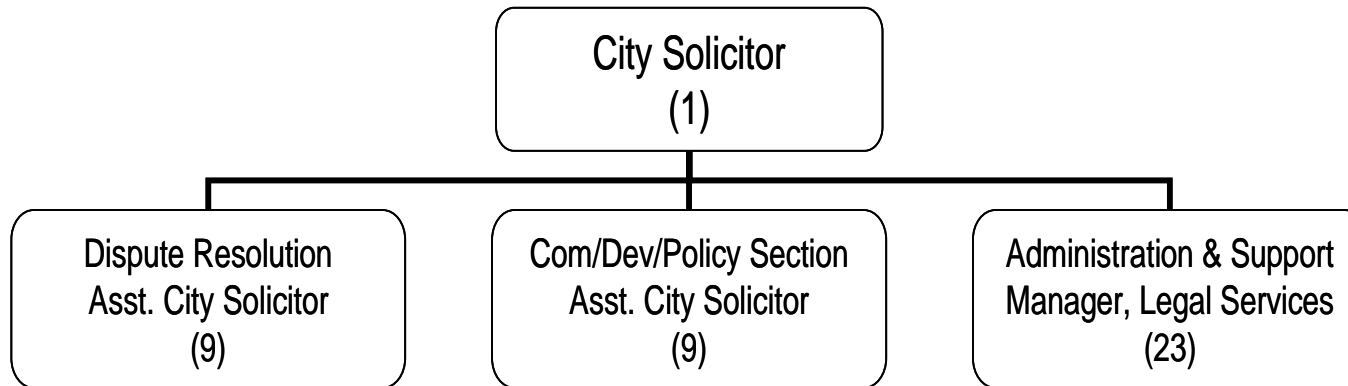 City Solicitor
(1)
Dispute Resolution
Asst. City Solicitor
(9)
Com/Dev/Policy Section
Asst. City Solicitor
(9)
Administration & Support
Manager, Legal Services
(23)